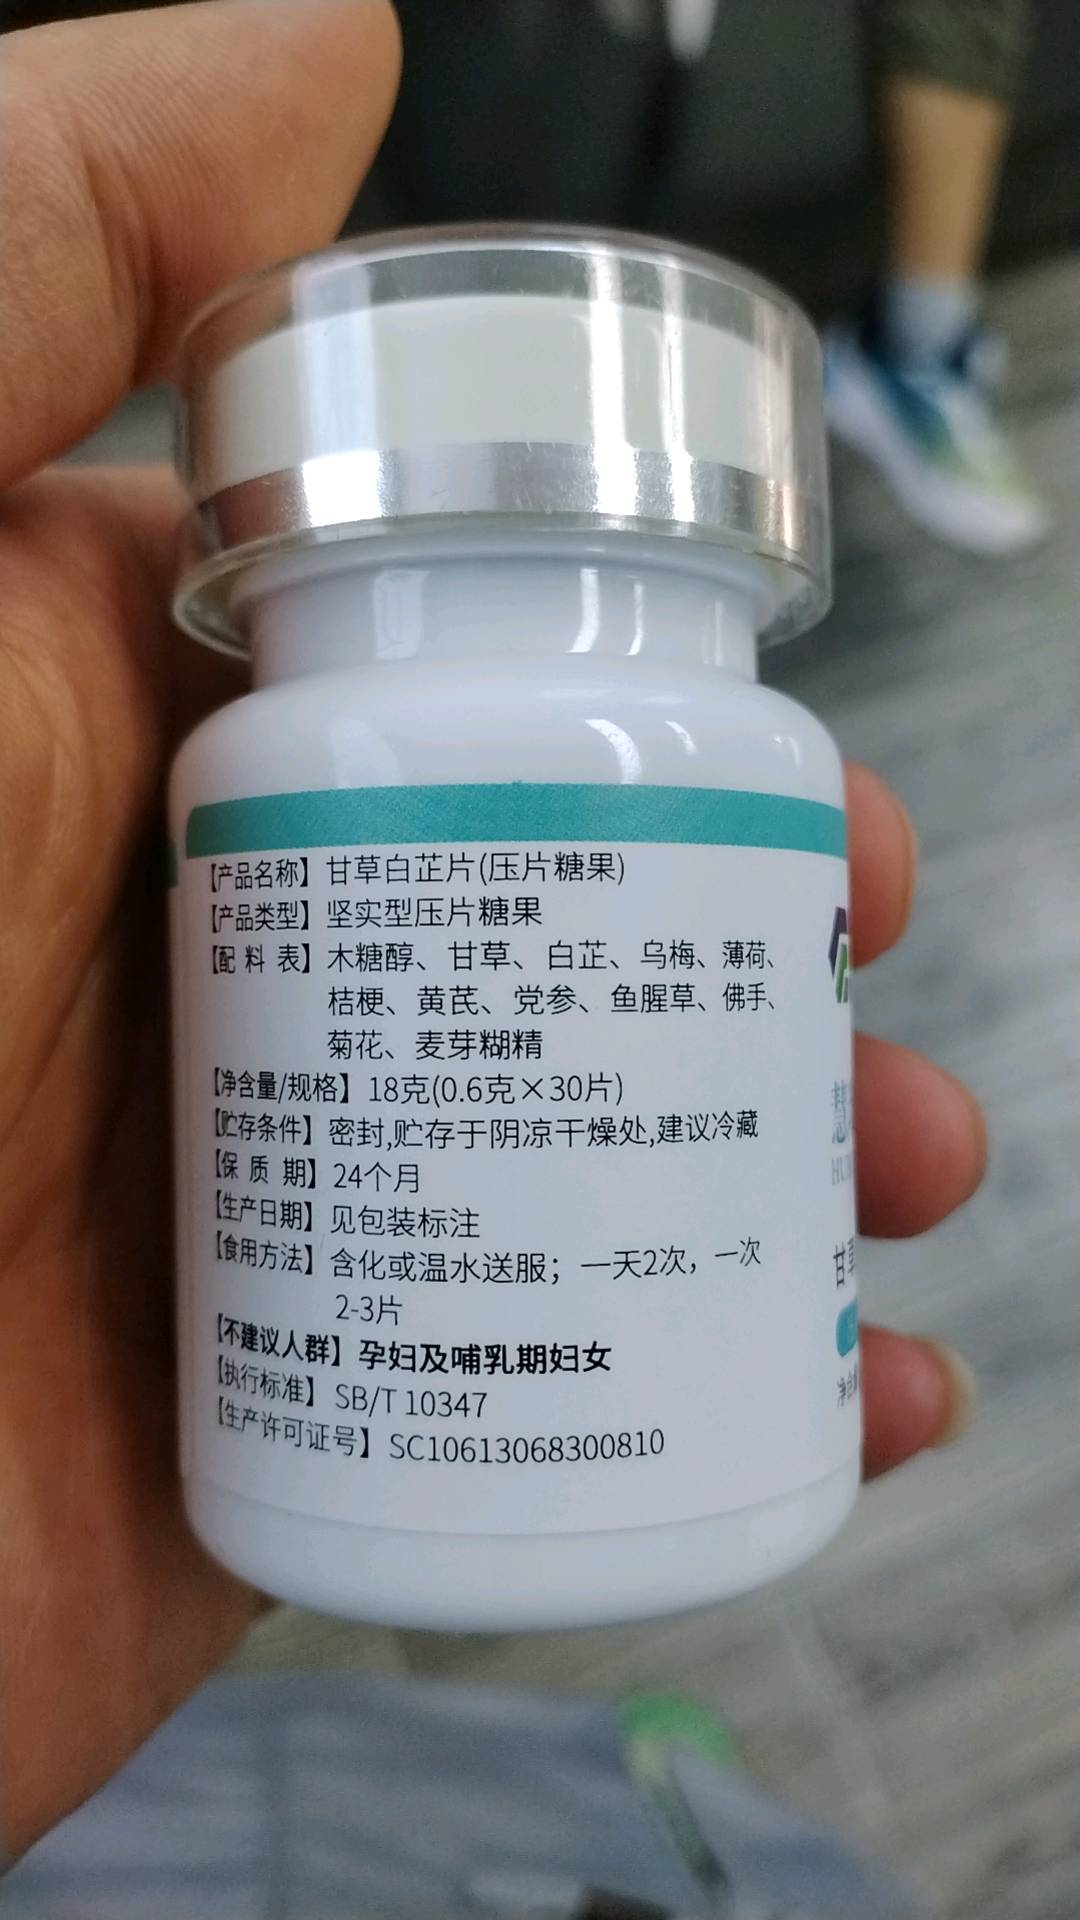 【产品名称】甘草白芷片(压片糖果)
【产品类型】坚实型压片糖果
【配 料 表】木糖醇、甘草、白芷、乌梅、薄荷、
桔梗、黄芪、党参、鱼腥草、佛手、
菊花、麦芽糊精
【净含量/规格】18克(0.6克×30片)
【贮存条件】密封,贮存于阴凉干燥处,建议冷藏
【保 质 期】24个月
【生产日期】见包装标注
【食用方法】含化或温水送服；一天2次，一次
2-3片
【不建议人群】孕妇及哺乳期妇女
【执行标准】SB/T 10347
【生产许可证号】SC10613068300810
甘草
净含